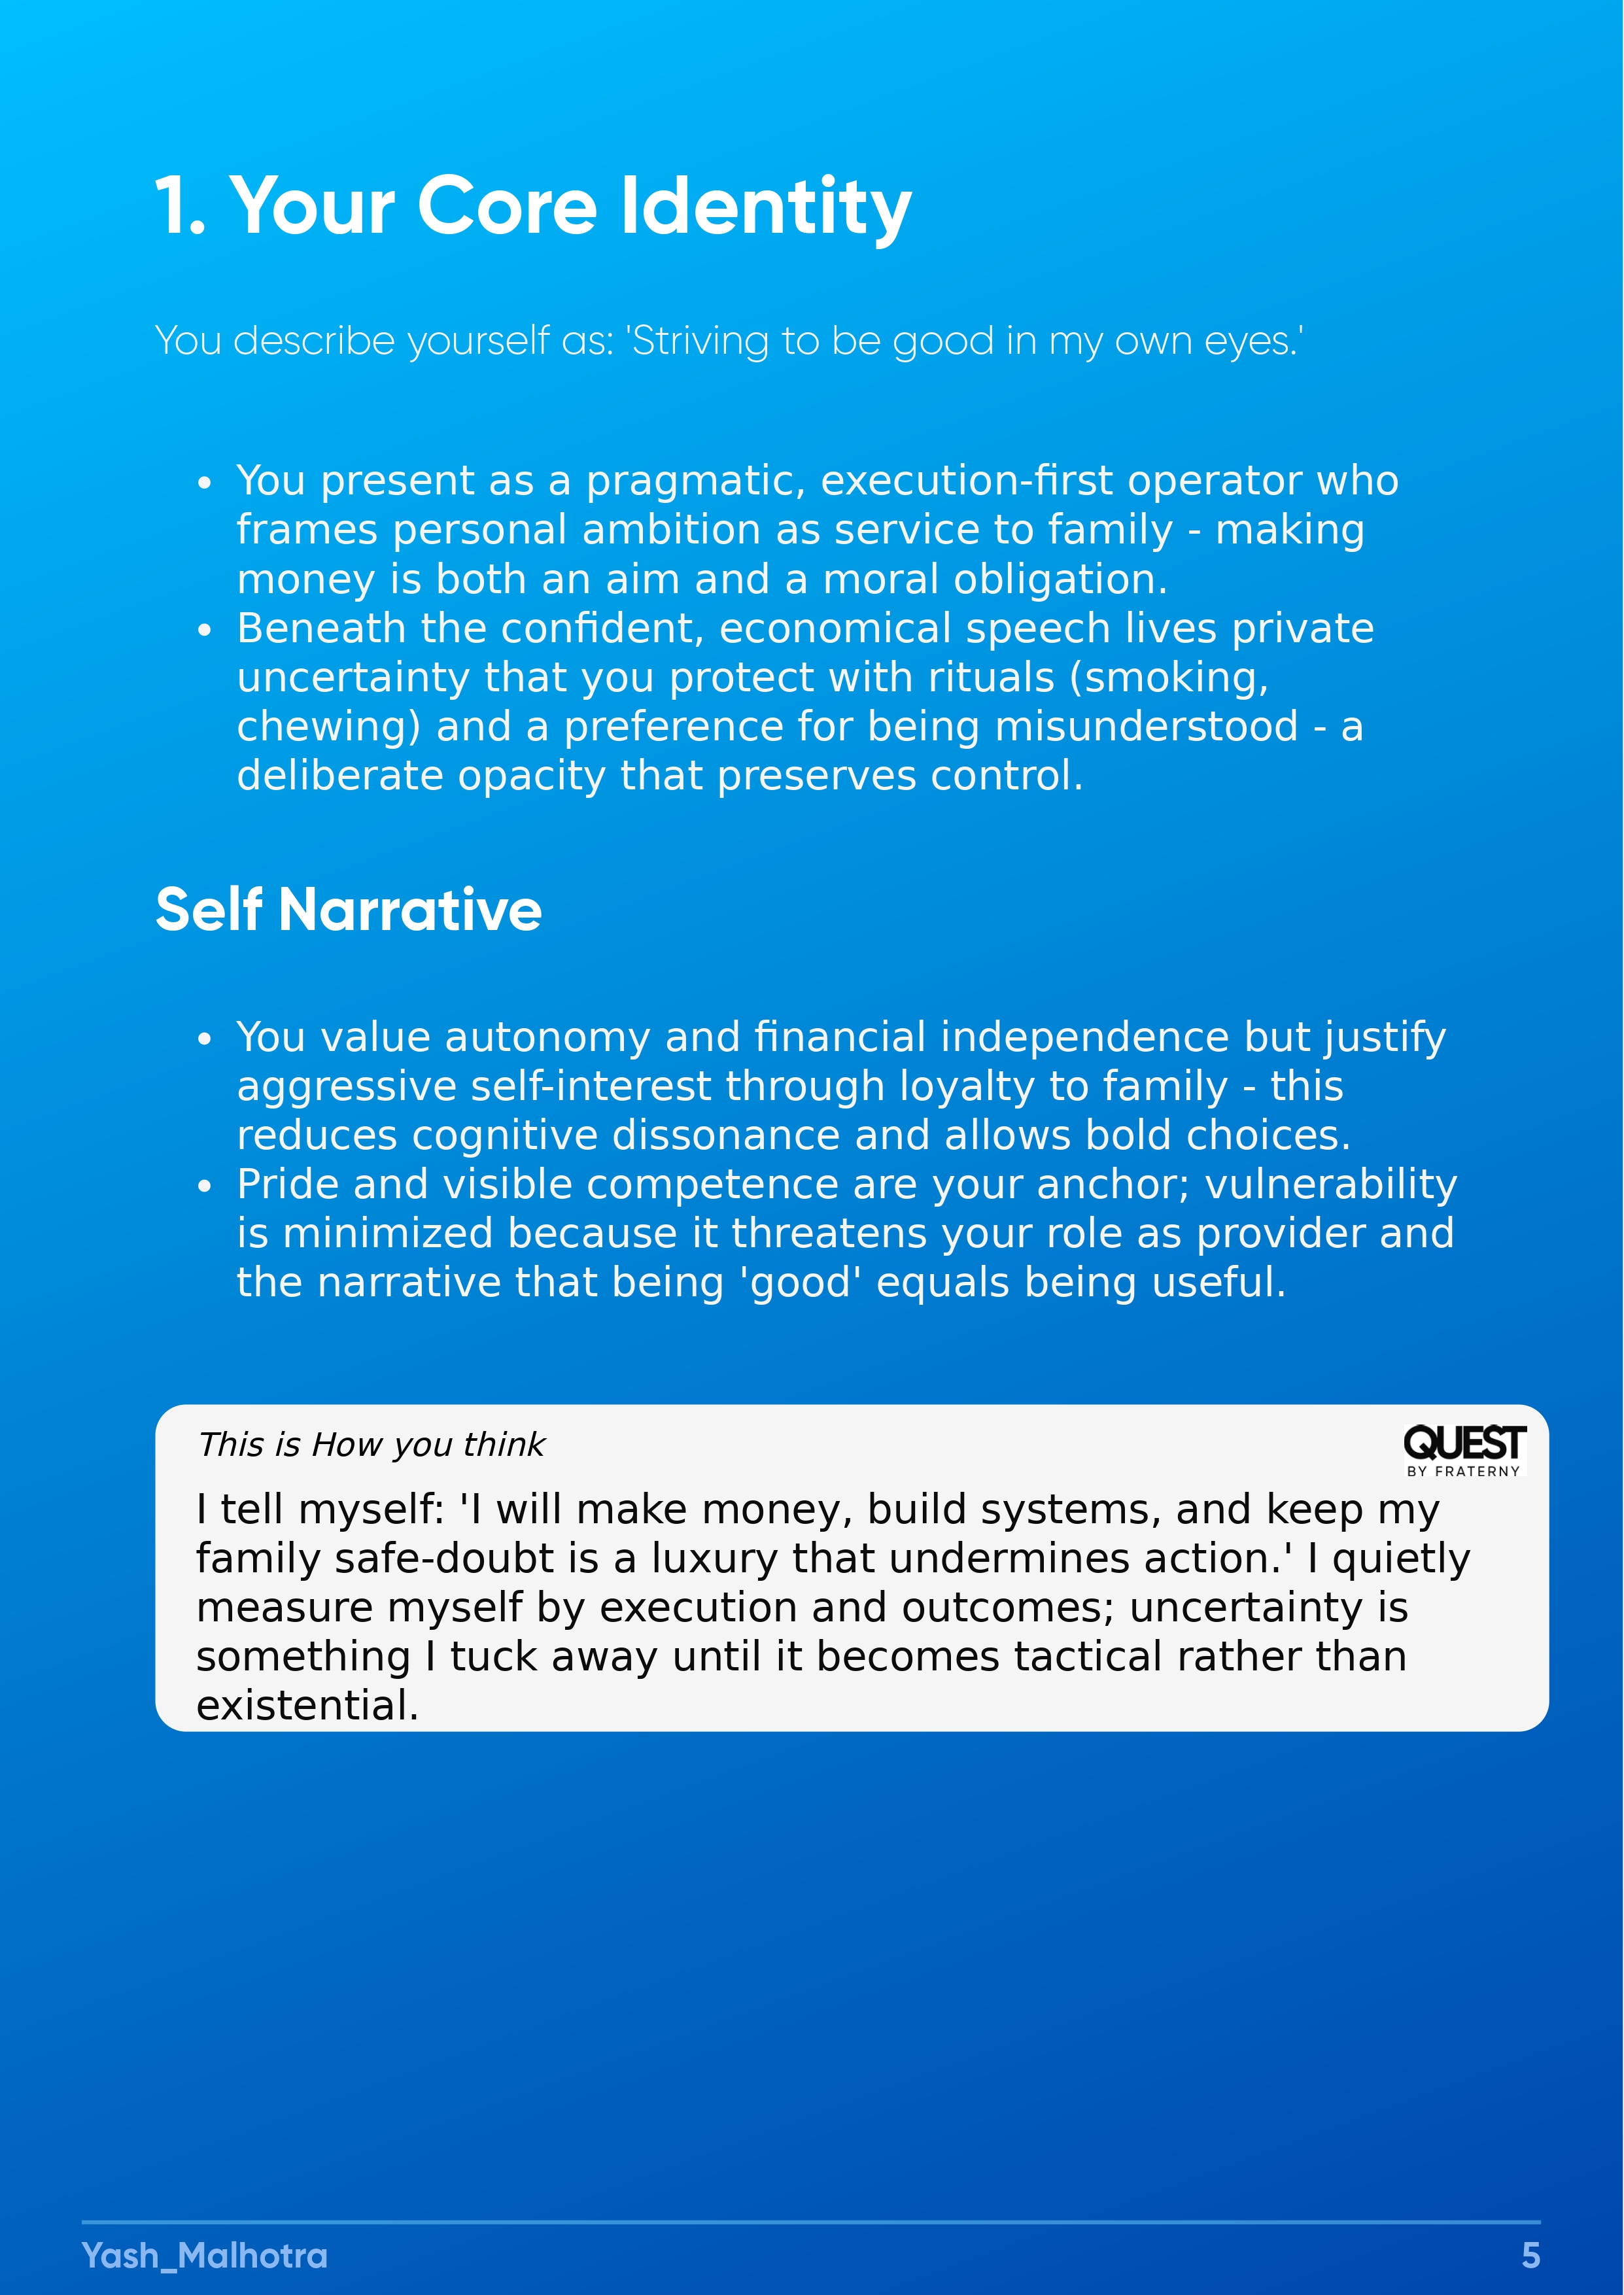 1. Your Core Identity
You describe yourself as: 'Striving to be good in my own eyes.'
• You present as a pragmatic, execution-first operator who
frames personal ambition as service to family - making
money is both an aim and a moral obligation.
• Beneath the confident, economical speech lives private
uncertainty that you protect with rituals (smoking,
chewing) and a preference for being misunderstood - a
deliberate opacity that preserves control.
Self Narrative
• You value autonomy and financial independence but justify
aggressive self-interest through loyalty to family - this
reduces cognitive dissonance and allows bold choices.
• Pride and visible competence are your anchor; vulnerability
is minimized because it threatens your role as provider and
the narrative that being 'good' equals being useful.
This is How you think
QUEST
BY FRATERNY
I tell myself: 'I will make money, build systems, and keep my
family safe-doubt is a luxury that undermines action.' I quietly
measure myself by execution and outcomes; uncertainty is
something I tuck away until it becomes tactical rather than
existential.
Yash_Malhotra
5